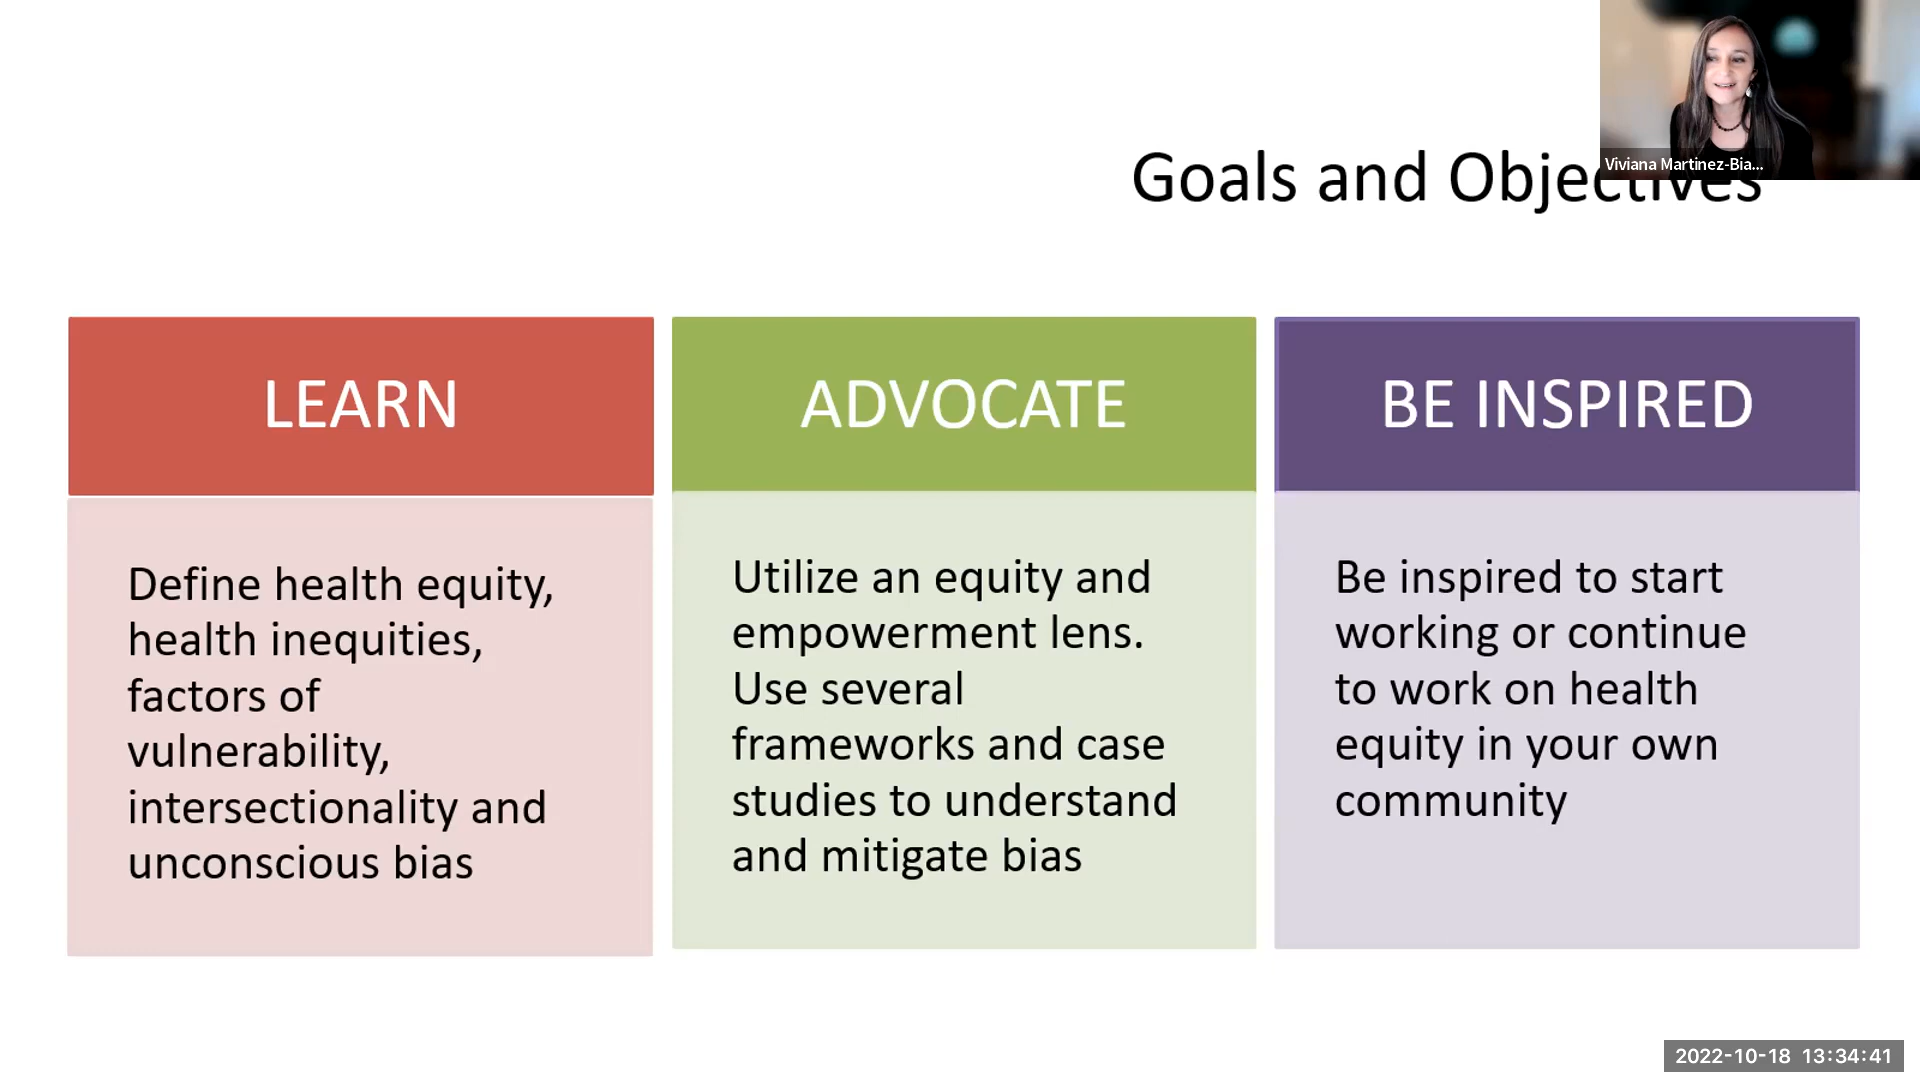 Viviana Martinez-Bia...
Goals and Objectives
LEARN
Define health equity,
health inequities,
factors of
vulnerability,
intersectionality and
unconscious bias
ADVOCATE
Utilize an equity and
empowerment lens.
Use several
frameworks and case
studies to understand
and mitigate bias
BE INSPIRED
Be inspired to start
working or continue
to work on health
equity in your own
community
2022-10-18 13:34:41